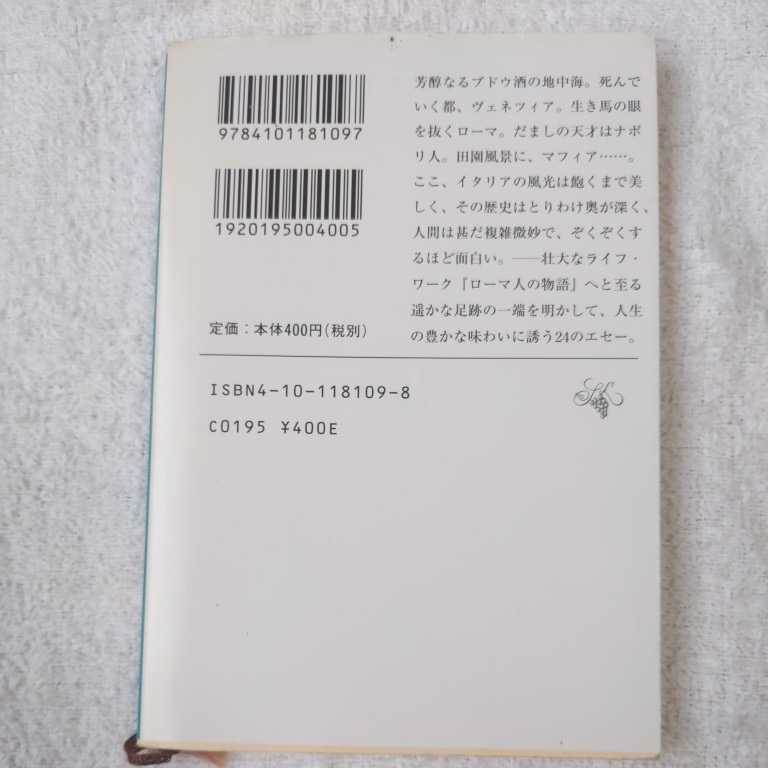 9784101181097
1920195004005
定価：本体400円(税別)
芳醇なるブドウ酒の地中海。死んで
いく都、ヴェネツィア。生き馬の眼
を抜くローマ。だましの天才はナポ
リ人。田園風景に、マフィア……。
ここ、イタリアの風光は飽くまで美
しく、その歴史はとりわけ奥が深く、
人間は甚だ複雑微妙で、ぞくぞくす
るほど面白い。――壮大なライフ・
ワーク『ローマ人の物語』へと至る
遥かな足跡の一端を明かして、人生
の豊かな味わいに誘う24のエセー。
ISBN4-10-118109-8
C0195 ¥400E